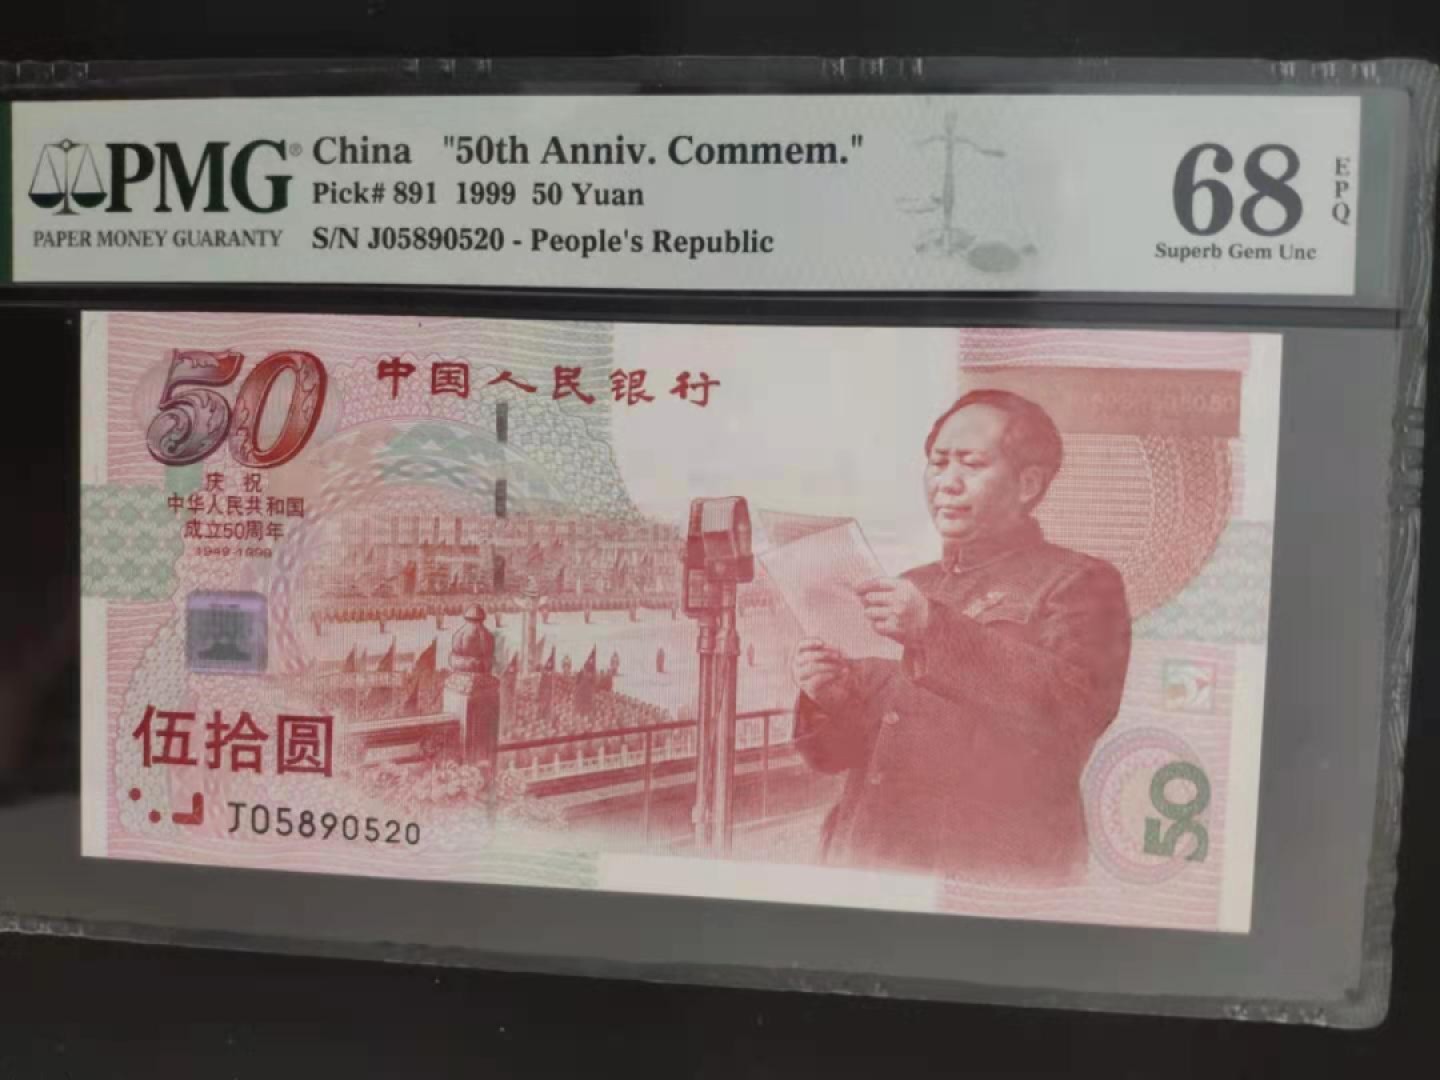 PMG® China "50th Anniv. Commem."
Pick# 891 1999 50 Yuan
PAPER MONEY GUARANTY S/N J05890520 - People's Republic
68 EPQ
Superb Gem Unc
50 中国人民银行
庆祝
中华人民共和国
成立50周年
1949-1999
伍拾圆
J05890520
50